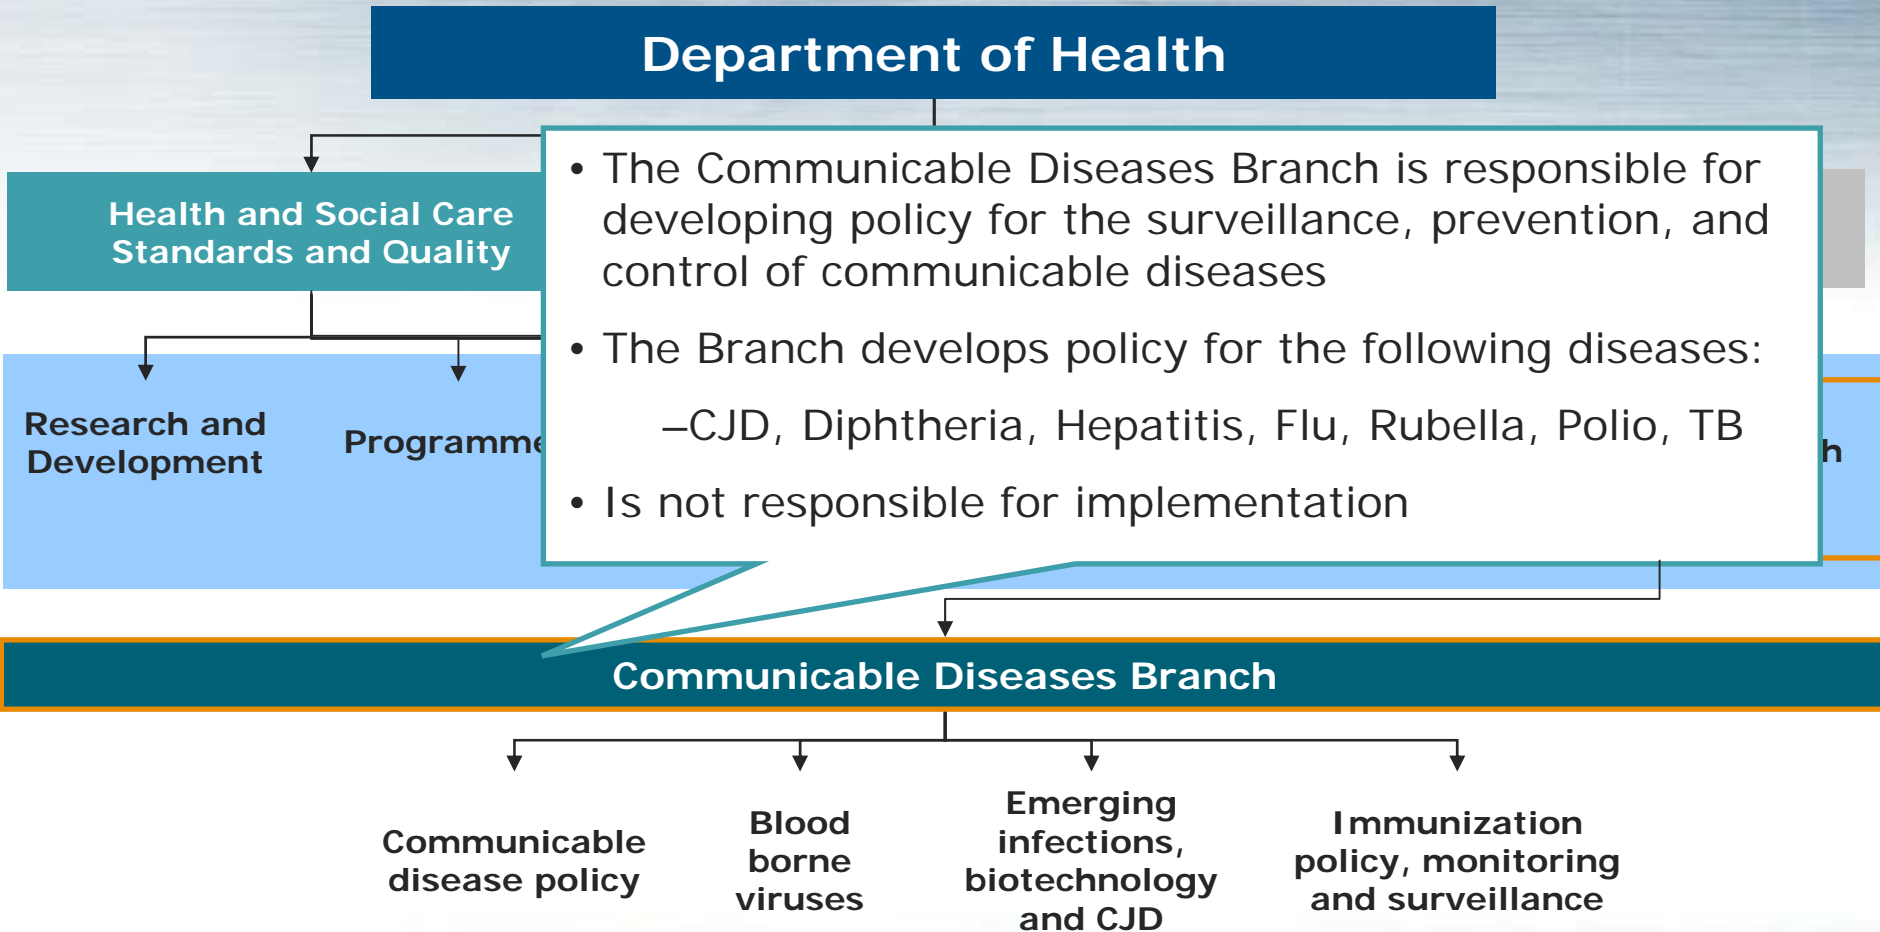 Department of Health
Health and Social Care
Standards and Quality
• The Communicable Diseases Branch is responsible for
developing policy for the surveillance, prevention, and
control of communicable diseases
• The Branch develops policy for the following diseases:
–CJD, Diphtheria, Hepatitis, Flu, Rubella, Polio, TB
• Is not responsible for implementation
Research and
Development
Programme
h
Communicable Diseases Branch
Communicable
disease policy
Blood
borne
viruses
Emerging
infections,
biotechnology
and CJD
Immunization
policy, monitoring
and surveillance